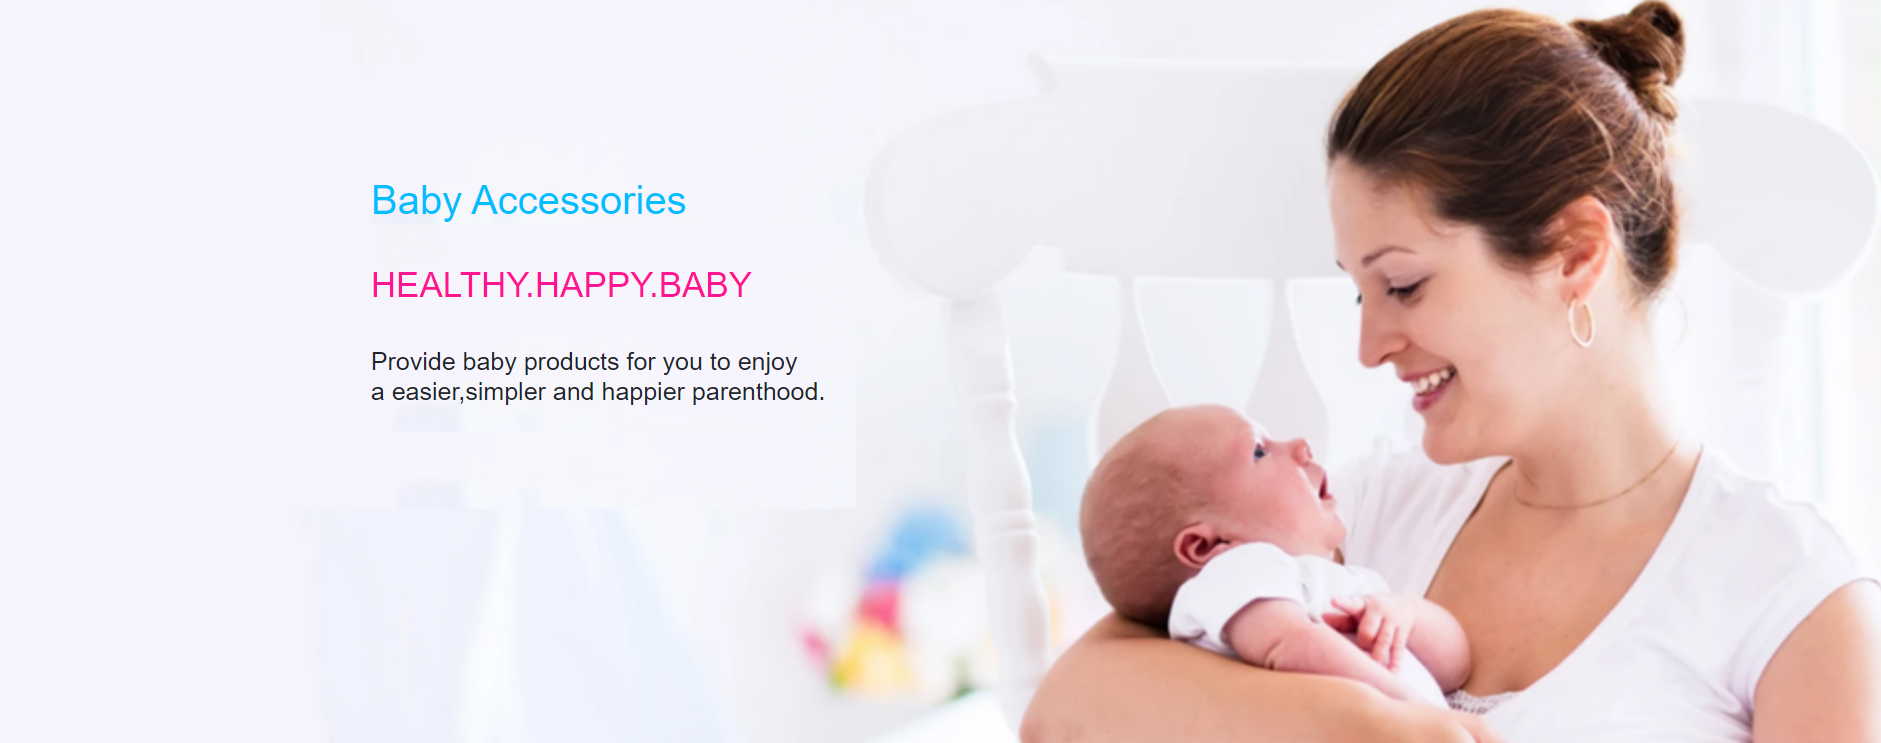 Baby Accessories
HEALTHY.HAPPY.BABY
Provide baby products for you to enjoy
a easier,simpler and happier parenthood.